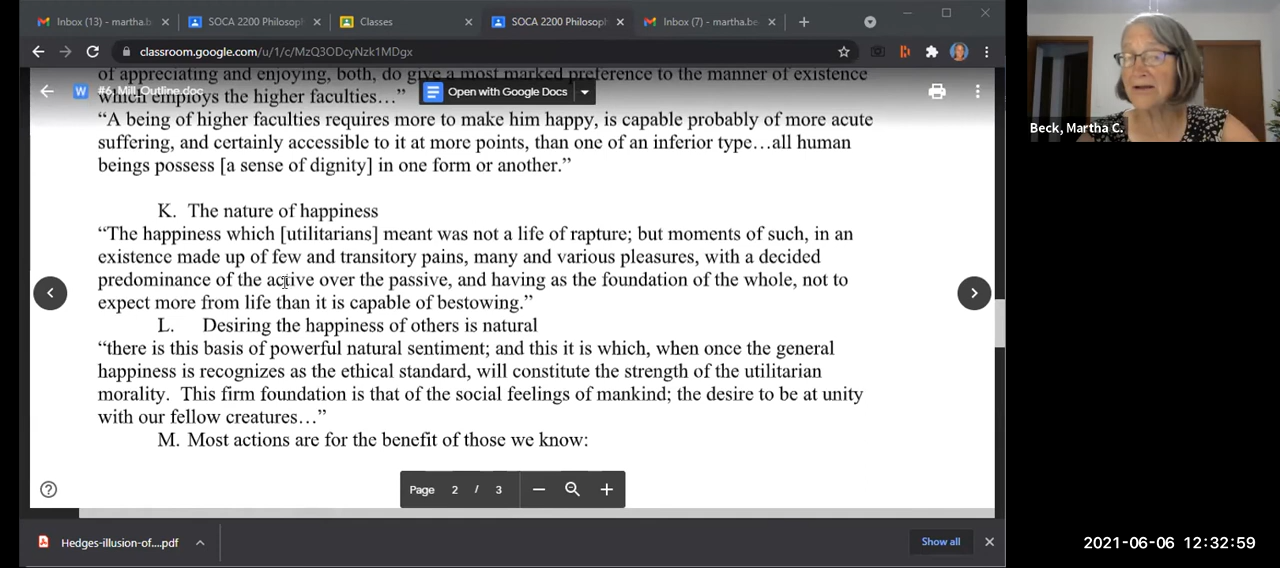 Inbox (13) - martha.b
SOCA 2200 Philosoph
Classes
SOCA 2200 Philosoph
Inbox (7) - martha.be
classroom.google.com/u/1/c/MzQ3ODcyNzk1MDgx
of appreciating and enjoying, both, do give a most marked preference to the manner of existence
#6. Mill Outline.doc
Open with Google Docs
which employs the higher faculties…”
“A being of higher faculties requires more to make him happy, is capable probably of more acute
suffering, and certainly accessible to it at more points, than one of an inferior type…all human
beings possess [a sense of dignity] in one form or another.”
K. The nature of happiness
“The happiness which [utilitarians] meant was not a life of rapture; but moments of such, in an
existence made up of few and transitory pains, many and various pleasures, with a decided
predominance of the active over the passive, and having as the foundation of the whole, not to
expect more from life than it is capable of bestowing.”
L. Desiring the happiness of others is natural
“there is this basis of powerful natural sentiment; and this it is which, when once the general
happiness is recognizes as the ethical standard, will constitute the strength of the utilitarian
morality. This firm foundation is that of the social feelings of mankind; the desire to be at unity
with our fellow creatures…”
M. Most actions are for the benefit of those we know:
Page 2 / 3
Hedges-illusion-of....pdf
Show all
Beck, Martha C.
2021-06-06 12:32:59